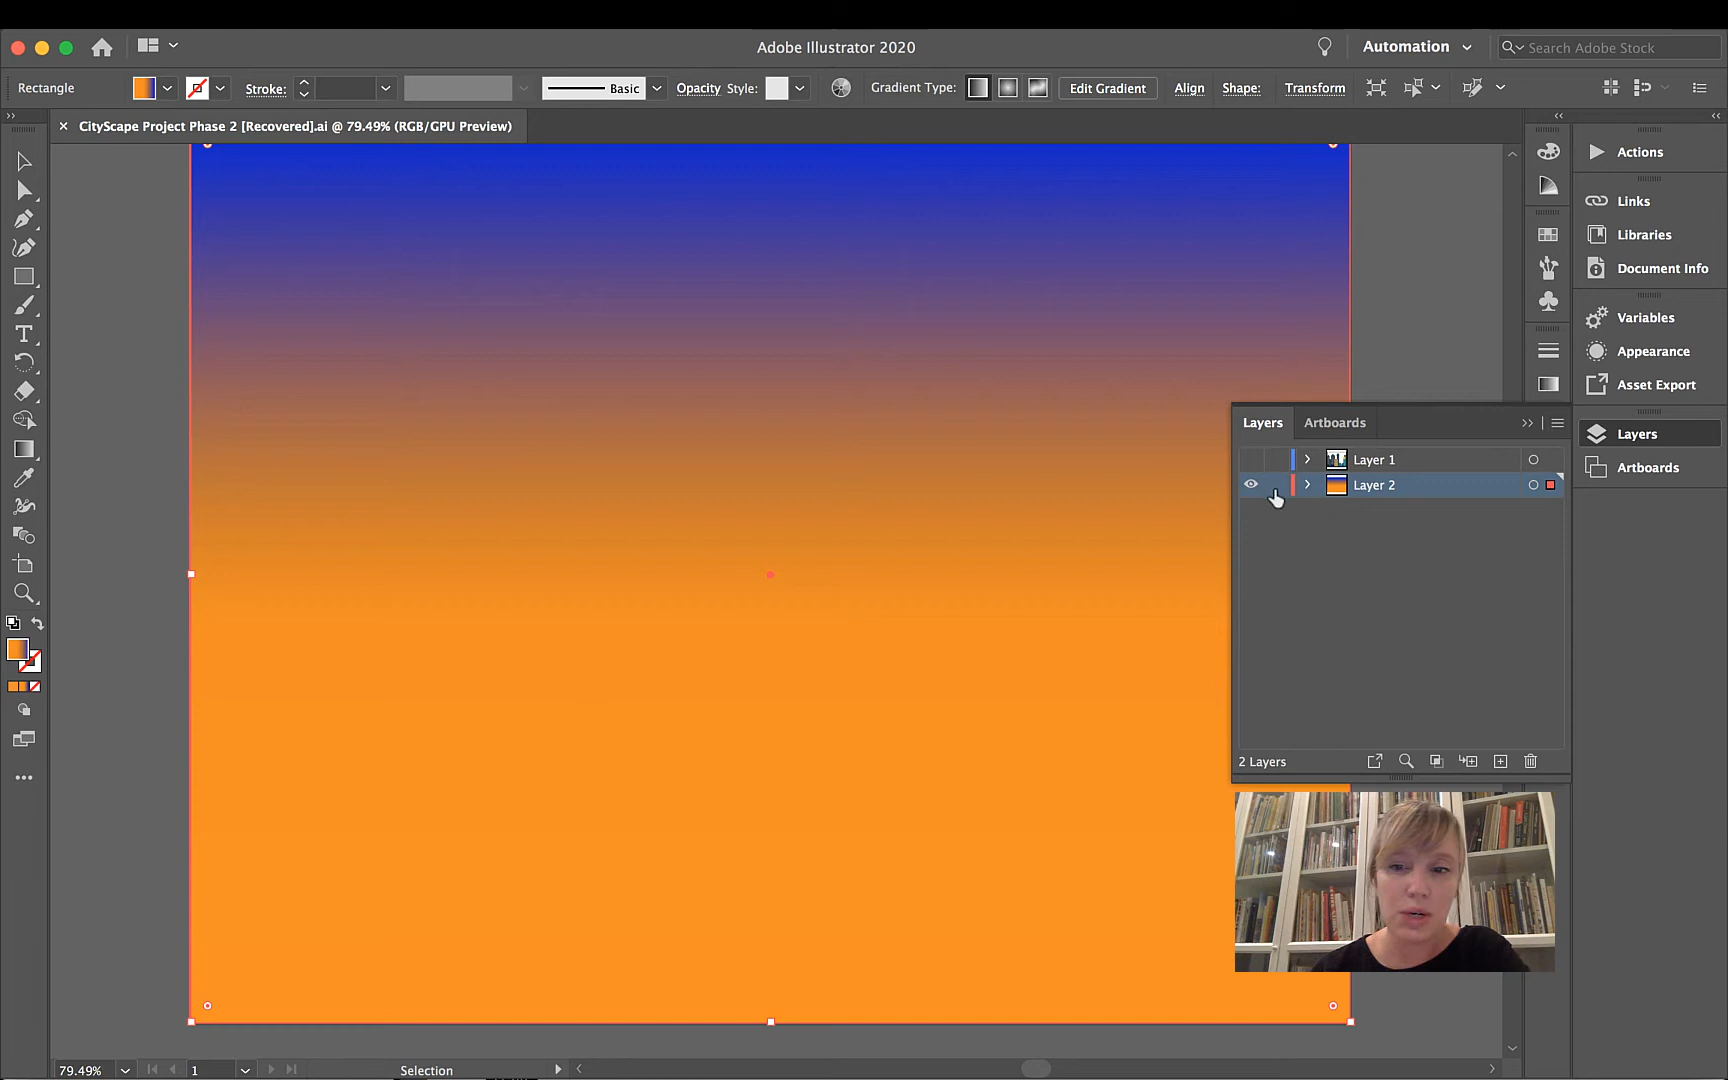 Adobe Illustrator 2020
Automation
Search Adobe Stock
Rectangle
Stroke:
Basic
Opacity
Style:
Gradient Type:
Edit Gradient
Align
Shape:
Transform
CityScape Project Phase 2 [Recovered].ai @ 79.49% (RGB/GPU Preview)
Actions
Links
Libraries
Document Info
Variables
Appearance
Asset Export
Layers
Artboards
Layers
Artboards
Layer 1
Layer 2
2 Layers
79.49%
1
Selection